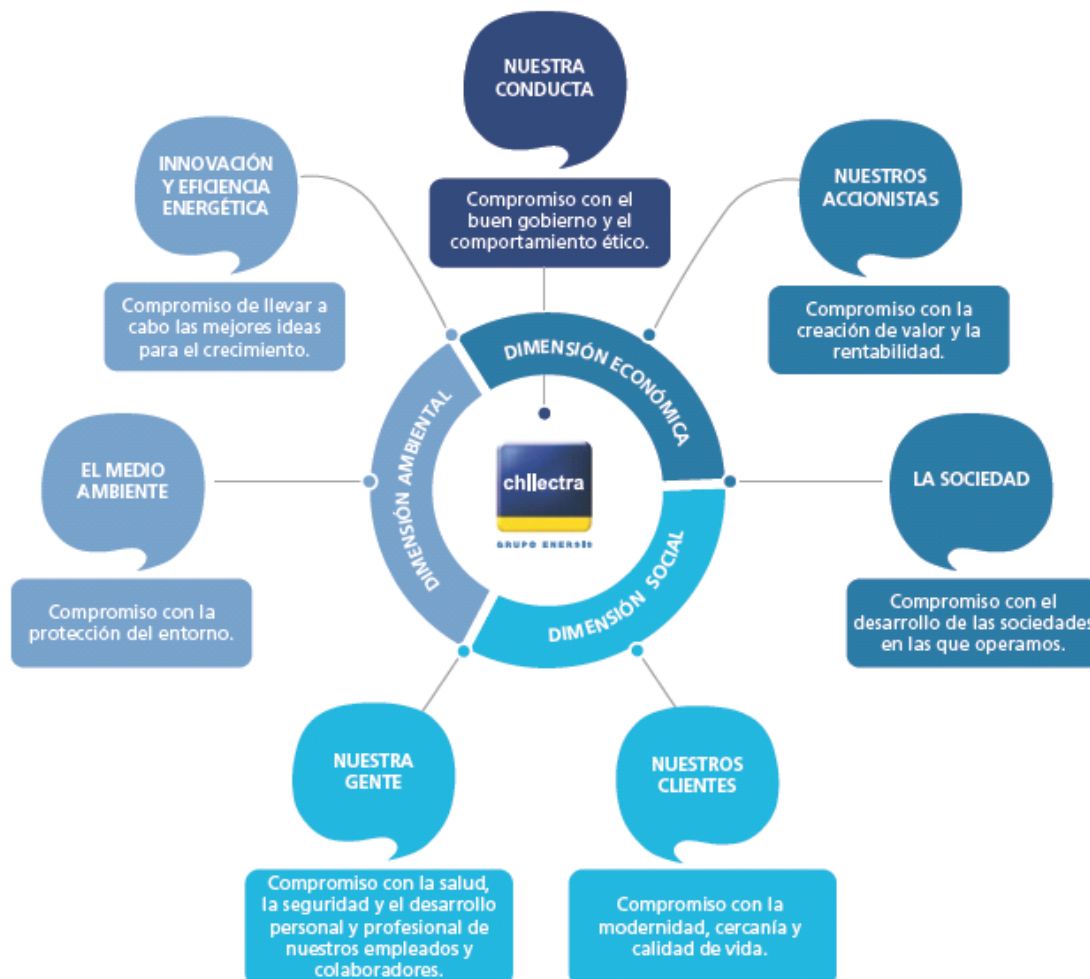 NUESTRA
CONDUCTA
Compromiso con el
buen gobierno y el
comportamiento ético.
INNOVACIÓN
Y EFICIENCIA
ENERGÉTICA
Compromiso de llevar a
cabo las mejores ideas
para el crecimiento.
NUESTROS
ACCIONISTAS
Compromiso con la
creación de valor y la
rentabilidad.
DIMENSIÓN ECONÓMICA
DIMENSIÓN AMBIENTAL
DIMENSIÓN SOCIAL
chilectra
GRUPO ENERSIS
EL MEDIO
AMBIENTE
Compromiso con la
protección del entorno.
LA SOCIEDAD
Compromiso con el
desarrollo de las sociedades
en las que operamos.
NUESTRA
GENTE
Compromiso con la salud,
la seguridad y el desarrollo
personal y profesional de
nuestros empleados y
colaboradores.
NUESTROS
CLIENTES
Compromiso con la
modernidad, cercanía y
calidad de vida.